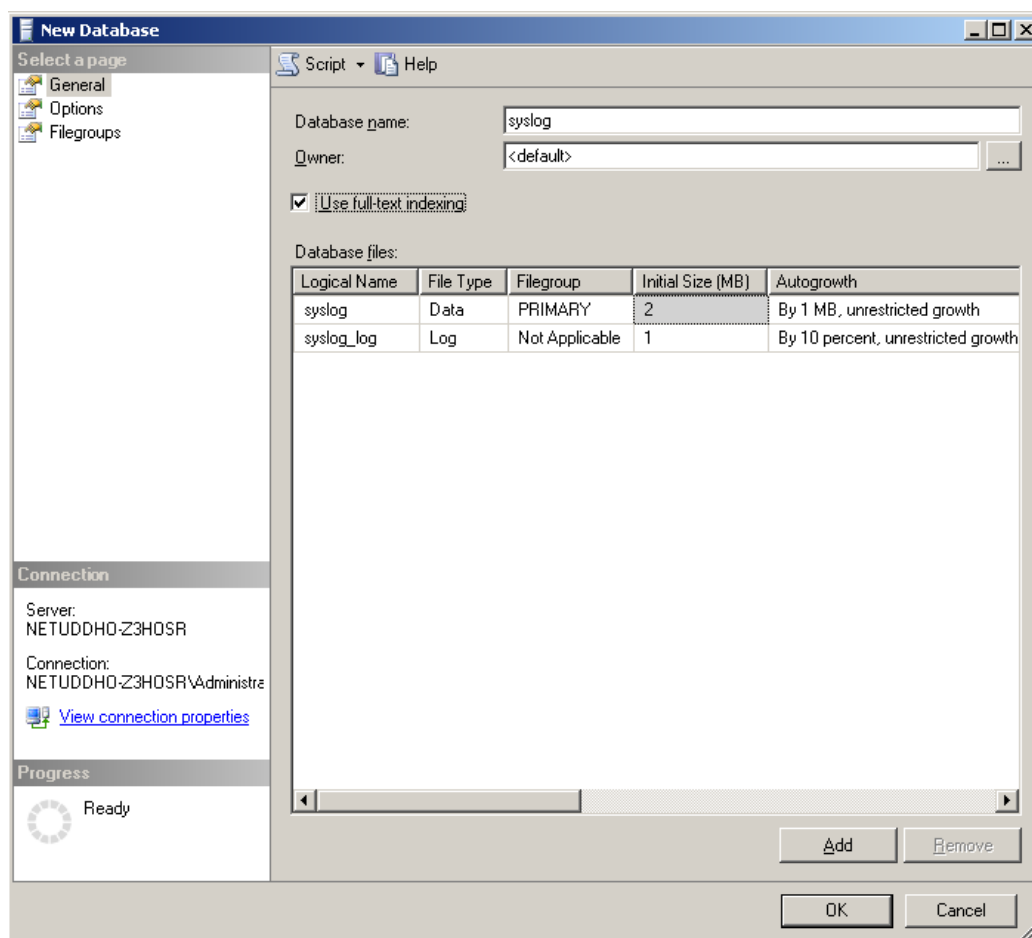 New Database
Select a page
General
Options
Filegroups
Script Help
Database name: syslog
Owner: <default> ...
Use full-text indexing
Database files:
Logical Name File Type Filegroup Initial Size (MB) Autogrowth
syslog Data PRIMARY 2 By 1 MB, unrestricted growth
syslog_log Log Not Applicable 1 By 10 percent, unrestricted growth
Connection
Server:
NETUDDHO-Z3HOSR
Connection:
NETUDDHO-Z3HOSR\Administra
View connection properties
Progress
Ready
Add Remove
OK Cancel